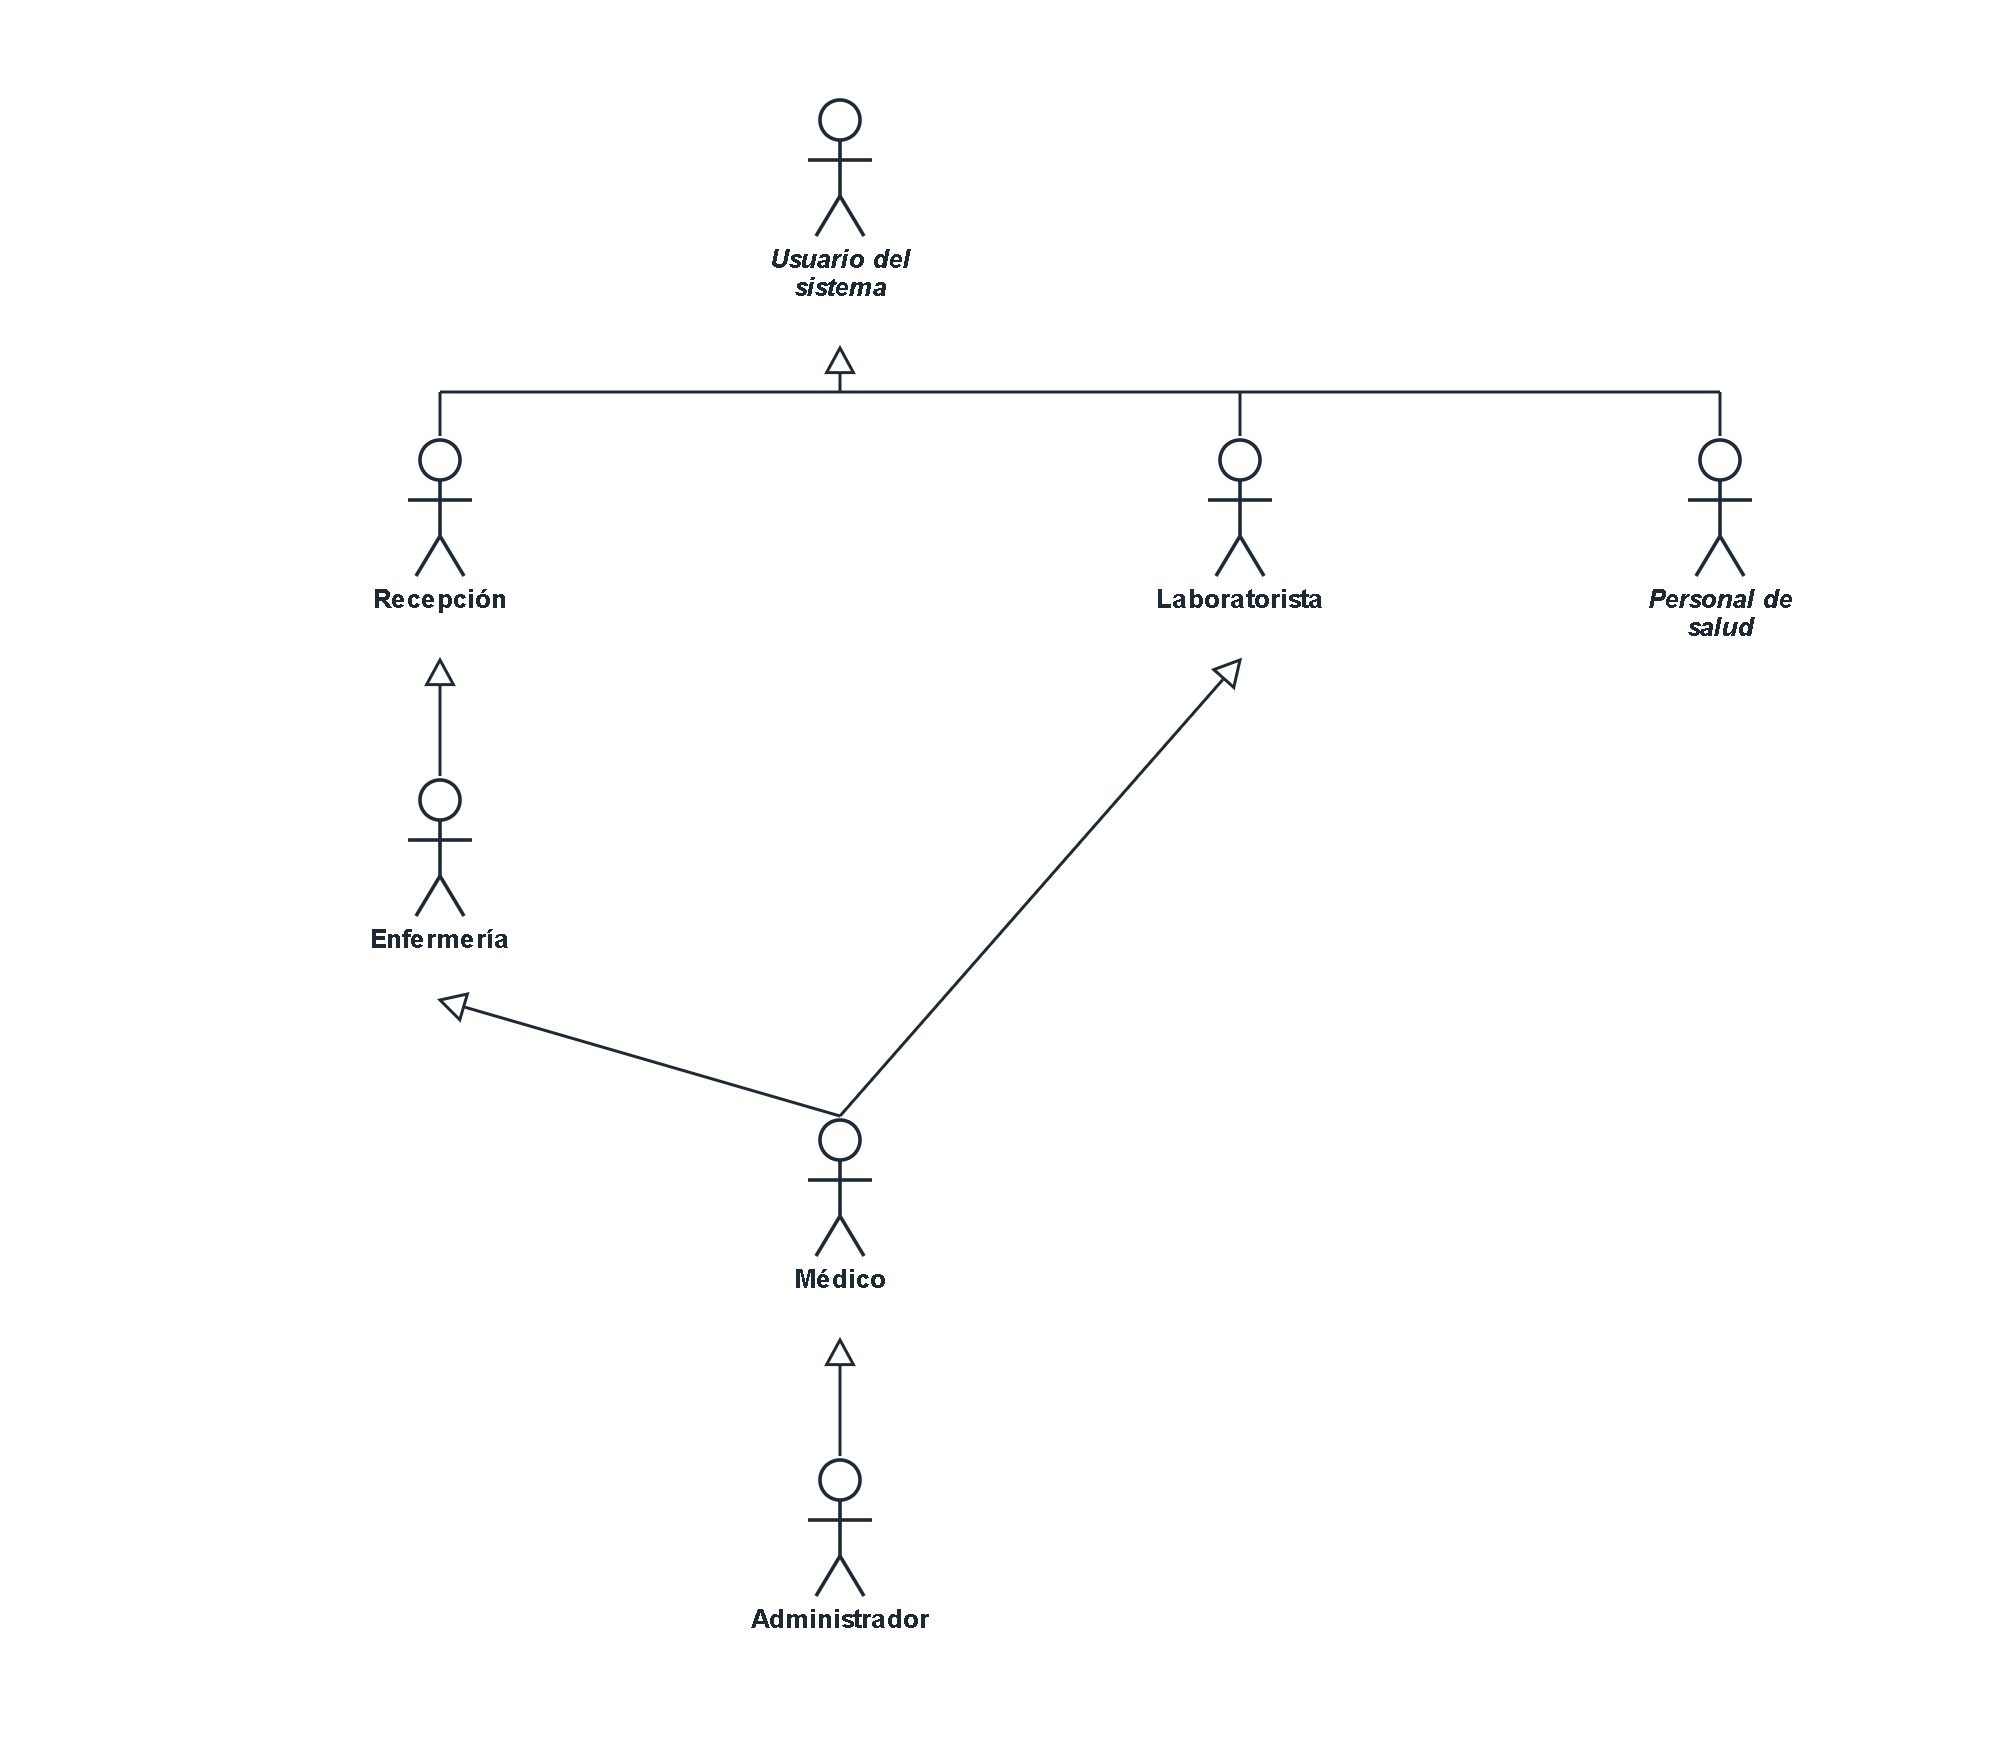 Usuario del
sistema
Recepción
Laboratorista
Personal de
salud
Enfermería
Médico
Administrador